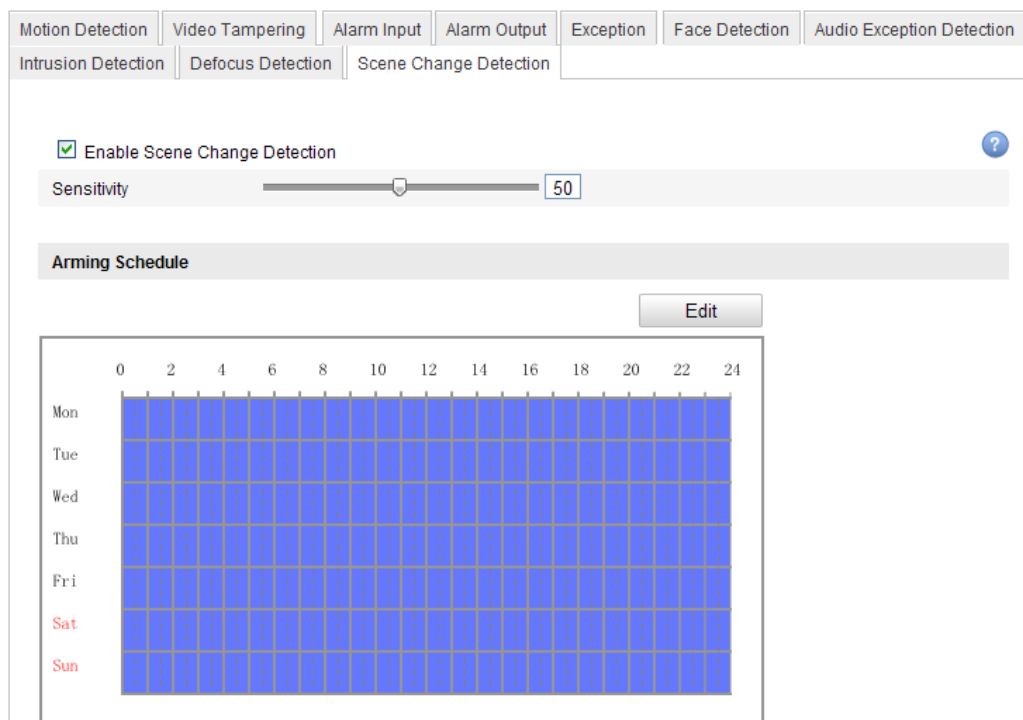 Motion Detection Video Tampering Alarm Input Alarm Output Exception Face Detection Audio Exception Detection
Intrusion Detection Defocus Detection Scene Change Detection
Enable Scene Change Detection ?
Sensitivity 50
Arming Schedule
Edit
0 2 4 6 8 10 12 14 16 18 20 22 24
Mon
Tue
Wed
Thu
Fri
Sat
Sun